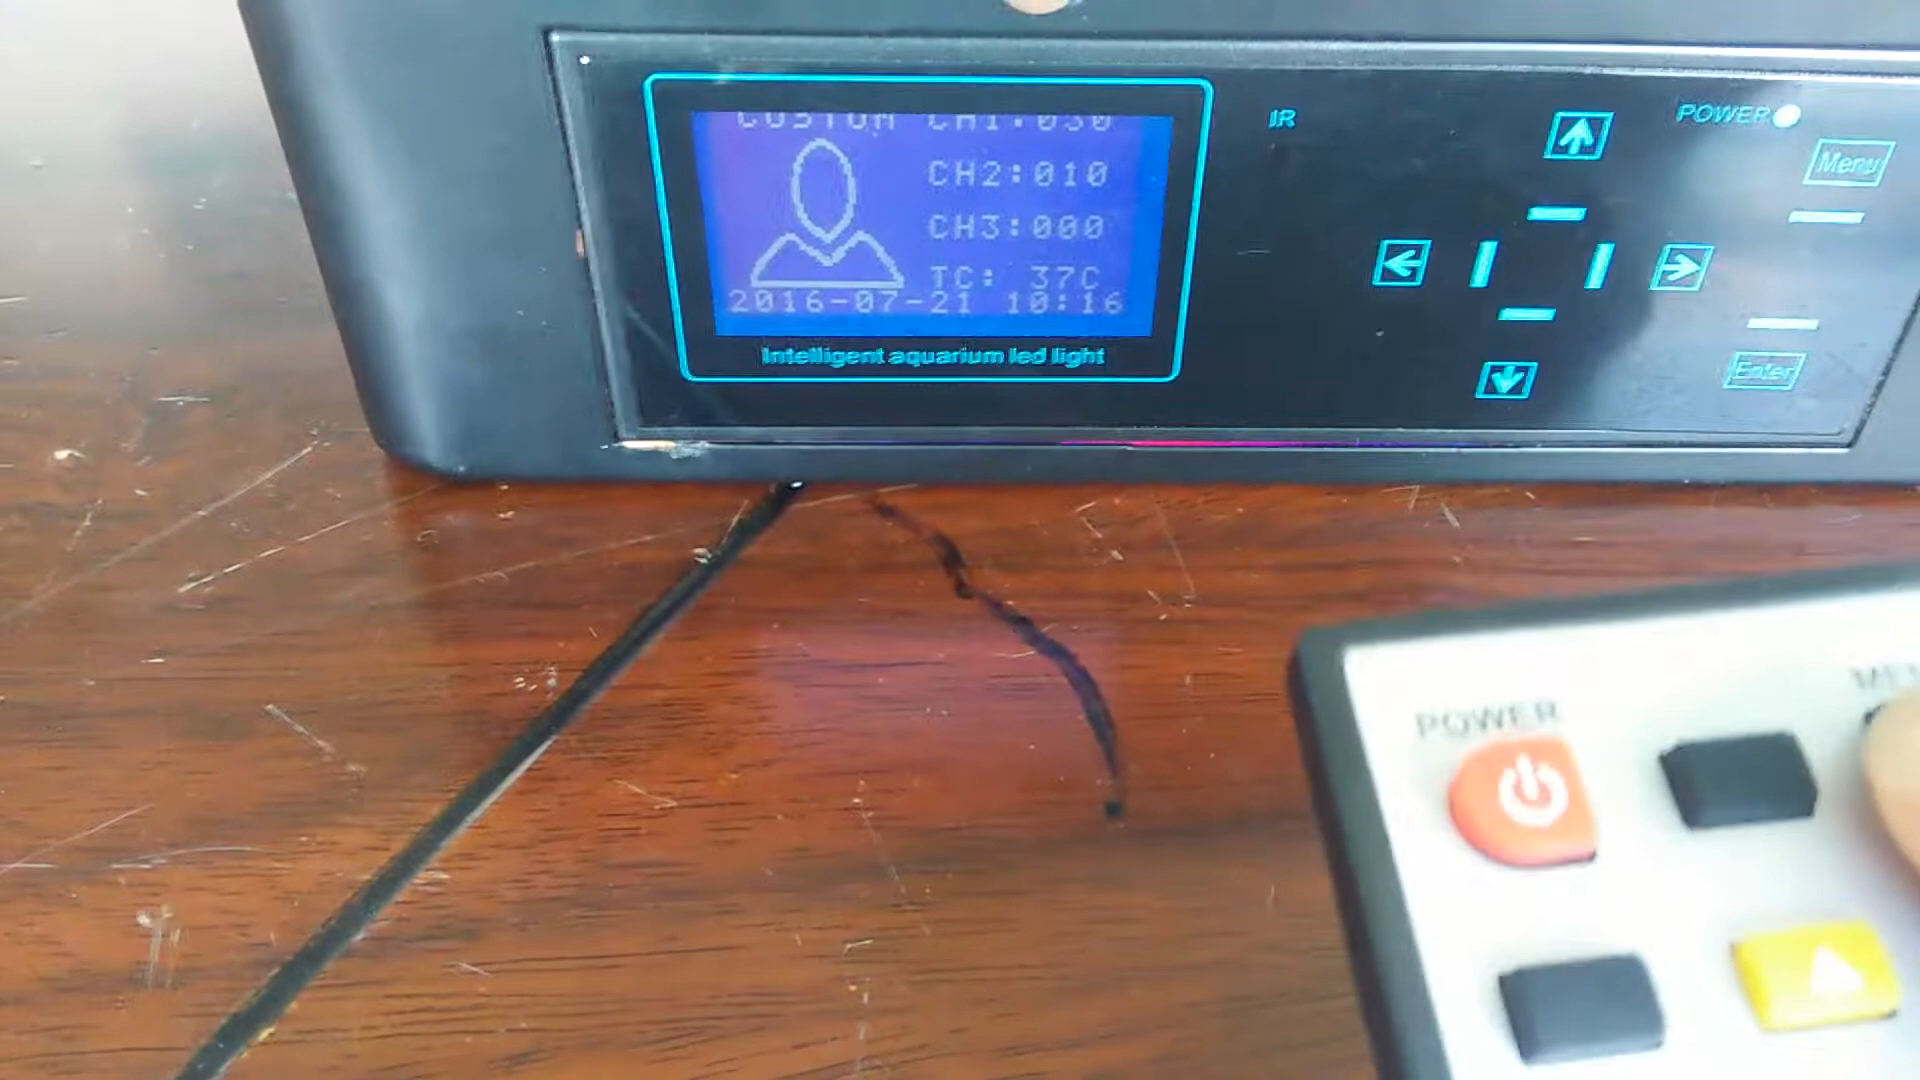 CUSTOM CH1:030
CH2:010
CH3:000
TC: 37C
2016-07-21 10:16
Intelligent aquarium led light
IR
POWER
Menu
Enter
POWER